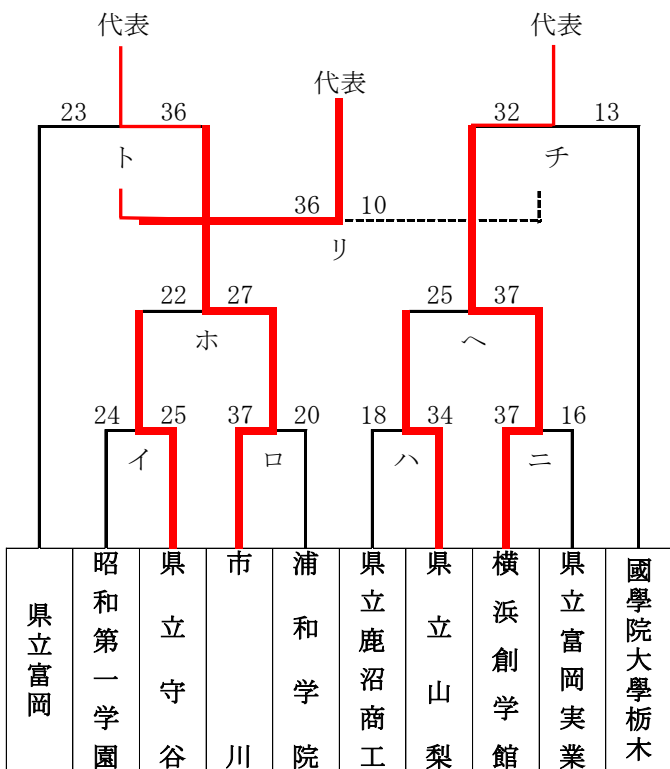 代表
代表
代表
23
36
32
13
ト
チ
36
10
リ
22
27
25
37
ホ
ヘ
24
25
37
20
18
34
37
16
イ
ロ
ハ
ニ
県立富岡
昭和第一学園
県立守谷
市川
浦和学院
県立鹿沼商工
県立山梨
横浜創学館
県立富岡実業
國學院大學栃木